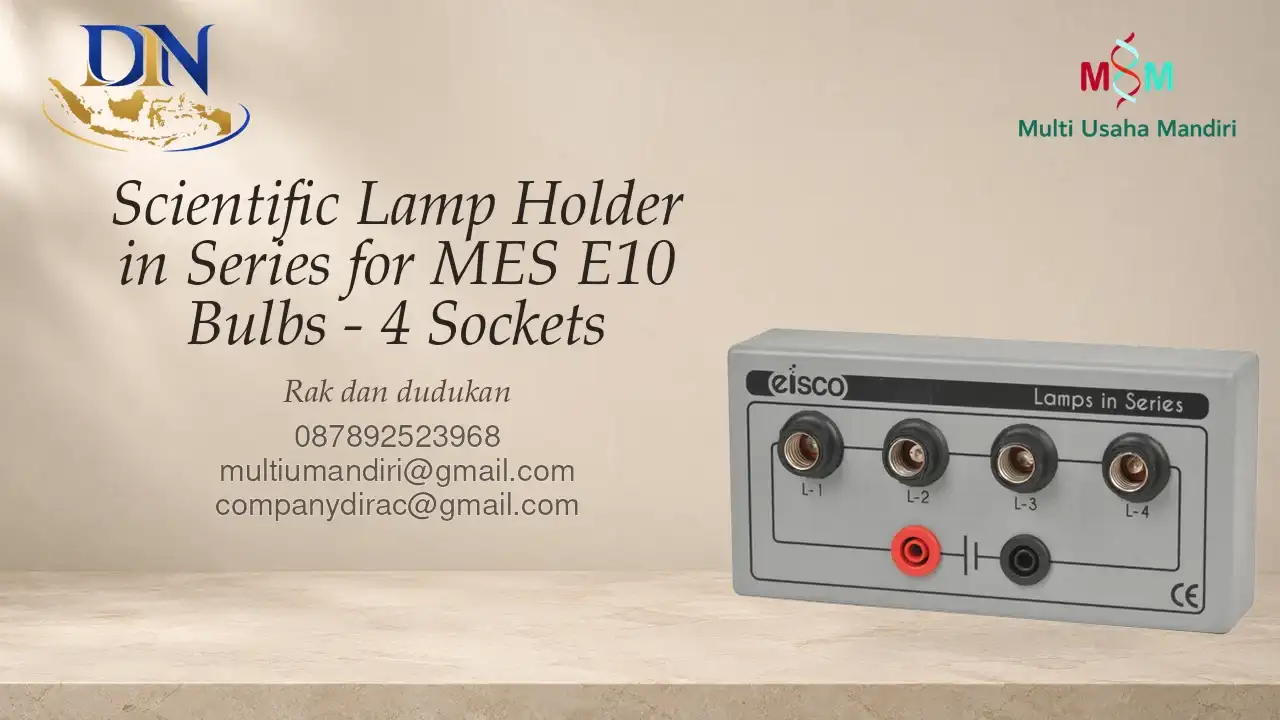 DN
MSM
Multi Usaha Mandiri
Scientific Lamp Holder
in Series for MES E10
Bulbs - 4 Sockets
Rak dan dudukan
087892523968
multiumandiri@gmail.com
companydirac@gmail.com
eisco
Lamps in Series
L-1
L-2
L-3
L-4
CE